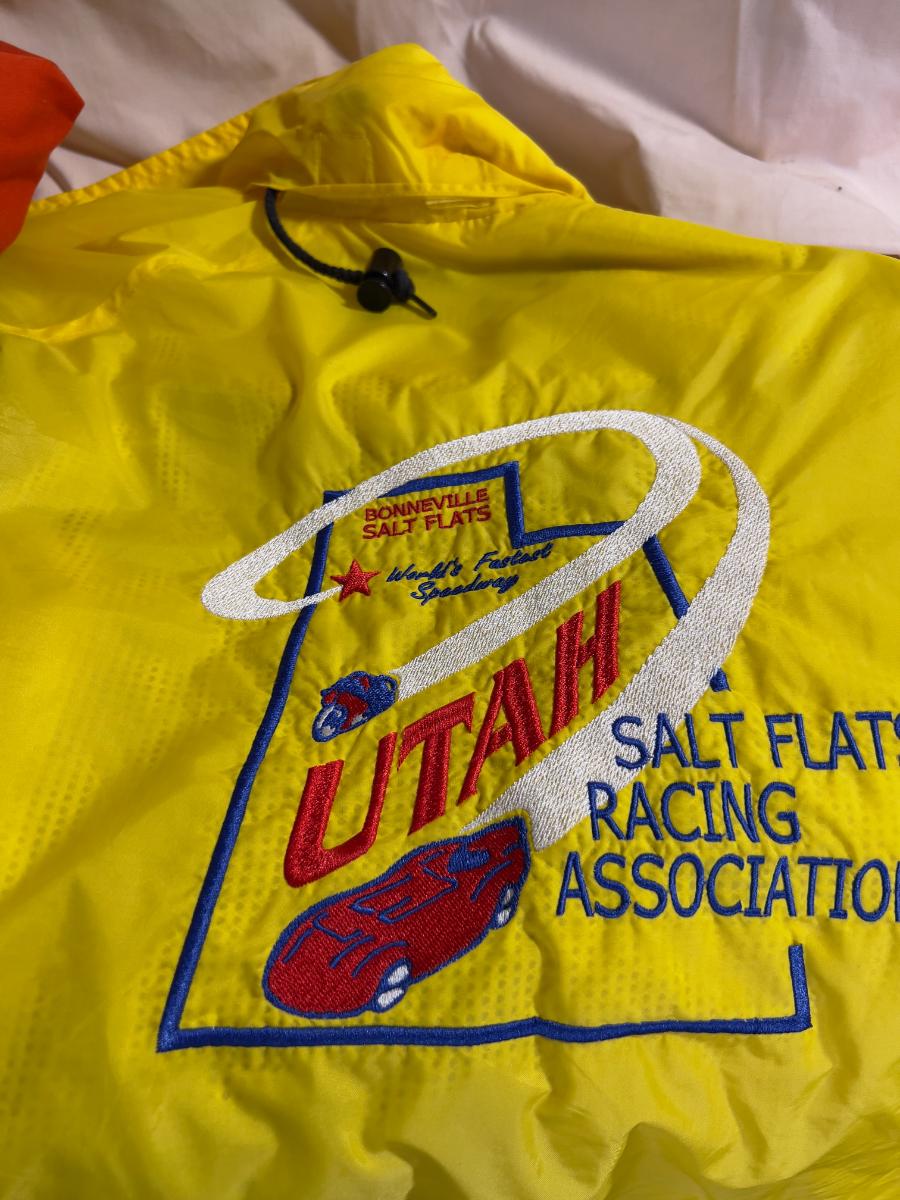 BONNEVILLE
SALT FLATS
World's Fastest
Speedway
UTAH
SALT FLATS
RACING
ASSOCIATION